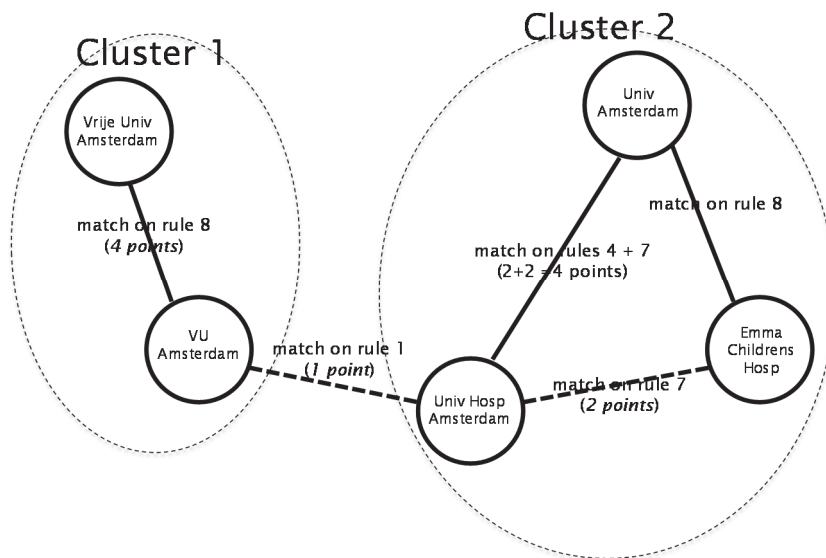 Cluster 1
Vrije Univ
Amsterdam
match on rule 8
(4 points)
VU
Amsterdam
match on rule 1
(1 point)
Cluster 2
Univ
Amsterdam
match on rule 8
match on rules 4 + 7
(2+2 =4 points)
Emma
Childrens
Hosp
match on rule 7
(2 points)
Univ Hosp
Amsterdam